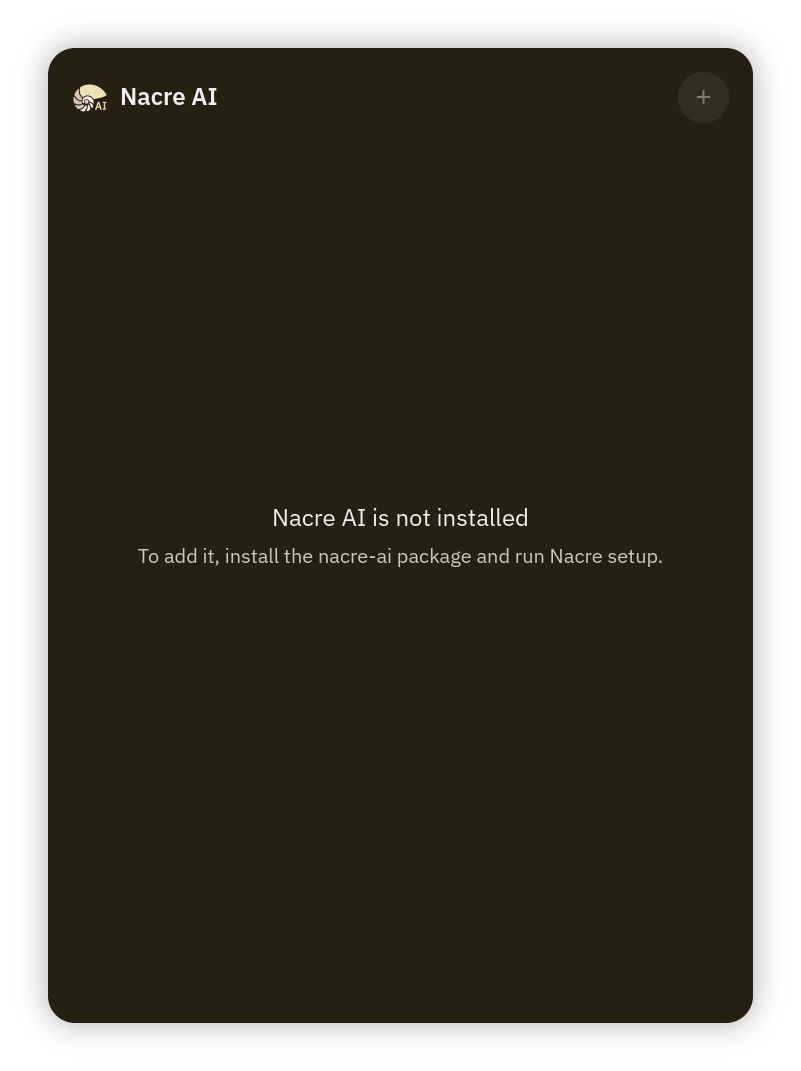 AI
Nacre AI
+
Nacre AI is not installed
To add it, install the nacre-ai package and run Nacre setup.